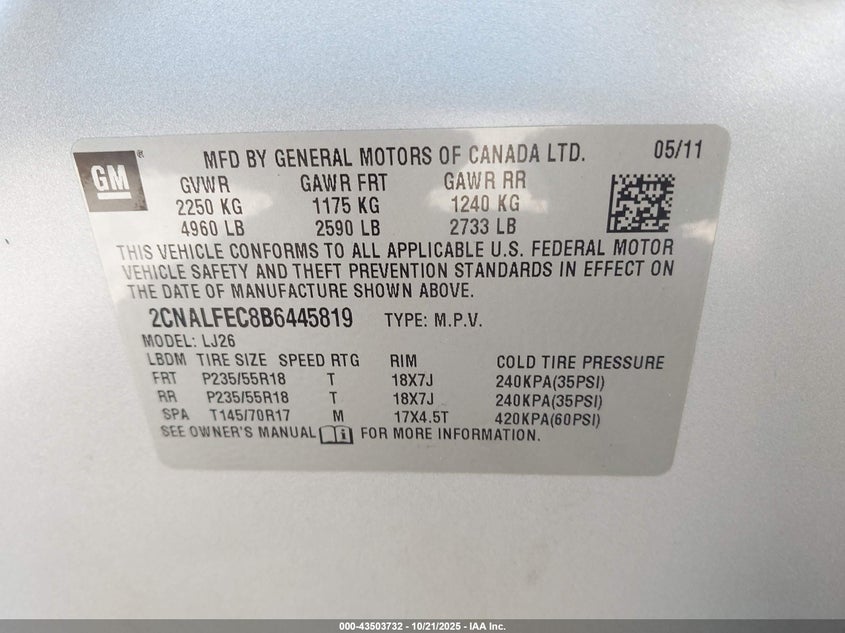 GM® MFD BY GENERAL MOTORS OF CANADA LTD. 05/11
GVWR GAWR FRT GAWR RR
2250 KG 1175 KG 1240 KG
4960 LB 2590 LB 2733 LB
THIS VEHICLE CONFORMS TO ALL APPLICABLE U.S. FEDERAL MOTOR
VEHICLE SAFETY AND THEFT PREVENTION STANDARDS IN EFFECT ON
THE DATE OF MANUFACTURE SHOWN ABOVE.
2CNALFEC8B6445819 TYPE: M.P.V.
MODEL: LJ26
LBDM TIRE SIZE SPEED RTG RIM COLD TIRE PRESSURE
FRT P235/55R18 T 18X7J 240KPA(35PSI)
RR P235/55R18 T 18X7J 240KPA(35PSI)
SPA T145/70R17 M 17X4.5T 420KPA(60PSI)
SEE OWNER'S MANUAL FOR MORE INFORMATION.
000-43503732 - 10/21/2025 - IAA Inc.